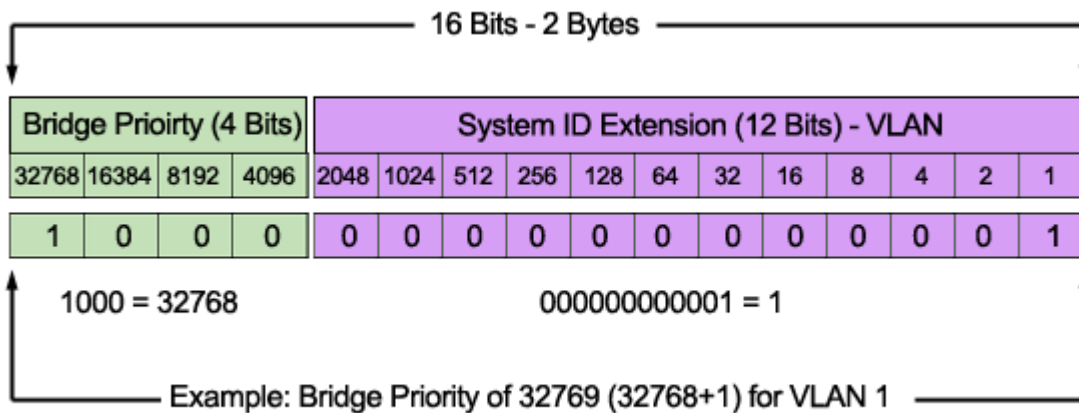 16 Bits - 2 Bytes
Bridge Prioirty (4 Bits) System ID Extension (12 Bits) - VLAN
32768 16384 8192 4096 2048 1024 512 256 128 64 32 16 8 4 2 1
1 0 0 0 0 0 0 0 0 0 0 0 0 0 0 1
1000 = 32768 000000000001 = 1
Example: Bridge Priority of 32769 (32768+1) for VLAN 1